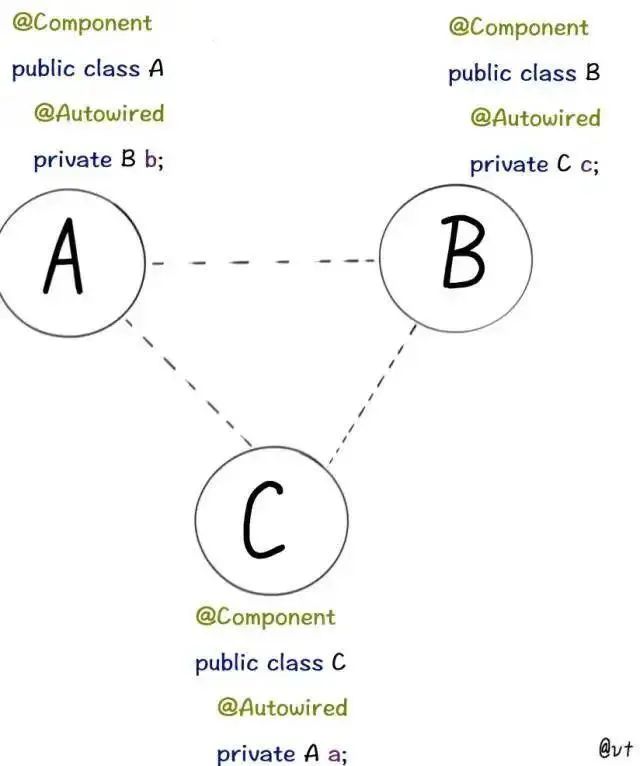 @Component
public class A
@Autowired
private B b;
@Component
public class B
@Autowired
private C c;
A
B
C
@Component
public class C
@Autowired
private A a;
@vt